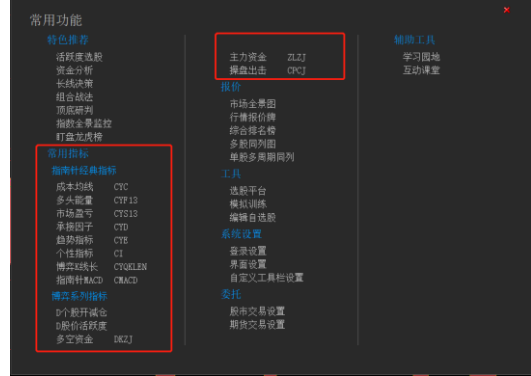 常用功能
特色推荐
活跃度选股
资金分析
长线决策
组合战法
顶底研判
指数全景监控
盯盘龙虎榜
常用指标
指南针经典指标
成本均线 CYC
多头能量 CYF13
市场盈亏 CYS13
承接因子 CYD
趋势指标 CYE
个性指标 CI
博弈K线长 CYQKLEN
指南针MACD CMACD
博弈系列指标
D个股开减仓
D股价活跃度
多空资金 DKZJ
主力资金 ZLZJ
操盘出击 CPCJ
报价
市场全景图
行情报价牌
综合排名榜
多股同列图
单股多周期同列
工具
选股平台
模拟训练
编辑自选股
系统设置
登录设置
界面设置
自定义工具栏设置
委托
股市交易设置
期货交易设置
辅助工具
学习园地
互动课堂